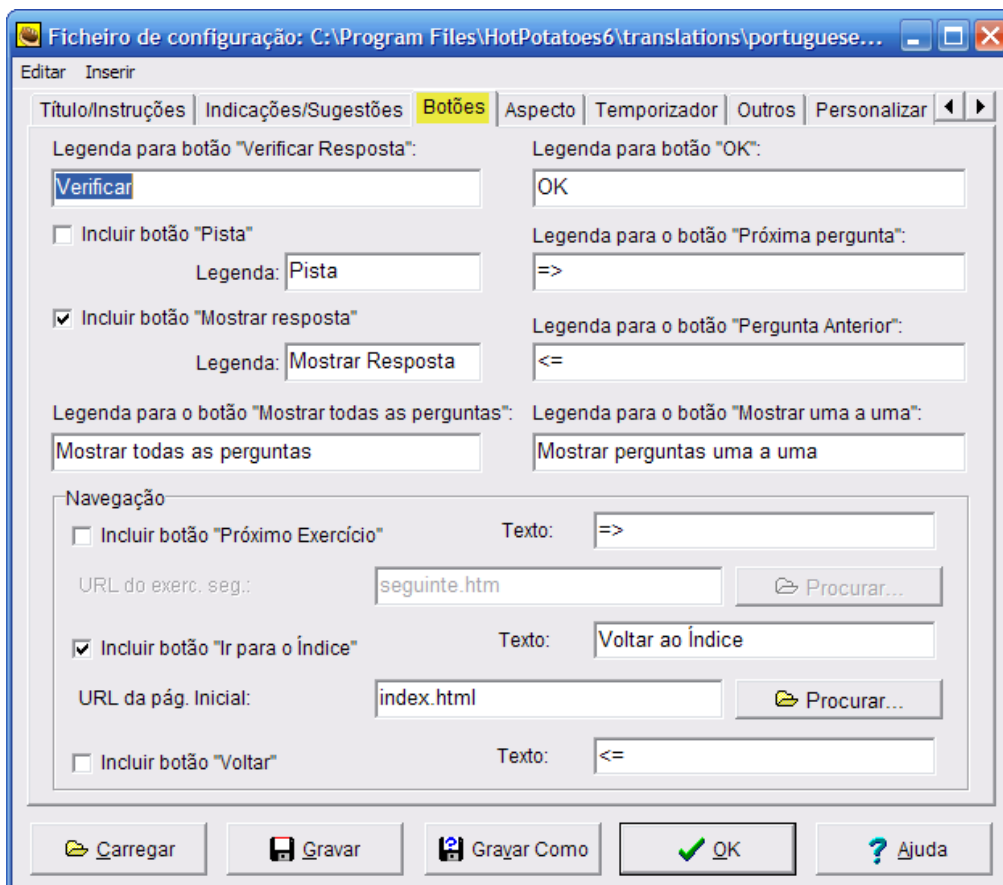 Ficheiro de configuração: C:\Program Files\HotPotatoes6\translations\portuguese...
Editar Inserir
Título/Instruções Indicações/Sugestões Botões Aspecto Temporizador Outros Personalizar
Legenda para botão "Verificar Resposta": Legenda para botão "OK":
Verificar OK
Incluir botão "Pista" Legenda para o botão "Próxima pergunta":
Legenda: Pista =>
Incluir botão "Mostrar resposta" Legenda para o botão "Pergunta Anterior":
Legenda: Mostrar Resposta <=
Legenda para o botão "Mostrar todas as perguntas": Legenda para o botão "Mostrar uma a uma":
Mostrar todas as perguntas Mostrar perguntas uma a uma
Navegação
Incluir botão "Próximo Exercício" Texto: =>
URL do exerc. seg.: seguinte.htm Procurar...
Incluir botão "Ir para o Índice" Texto: Voltar ao Índice
URL da pág. Inicial: index.html Procurar...
Incluir botão "Voltar" Texto: <=
Carregar Gravar Gravar Como OK Ajuda